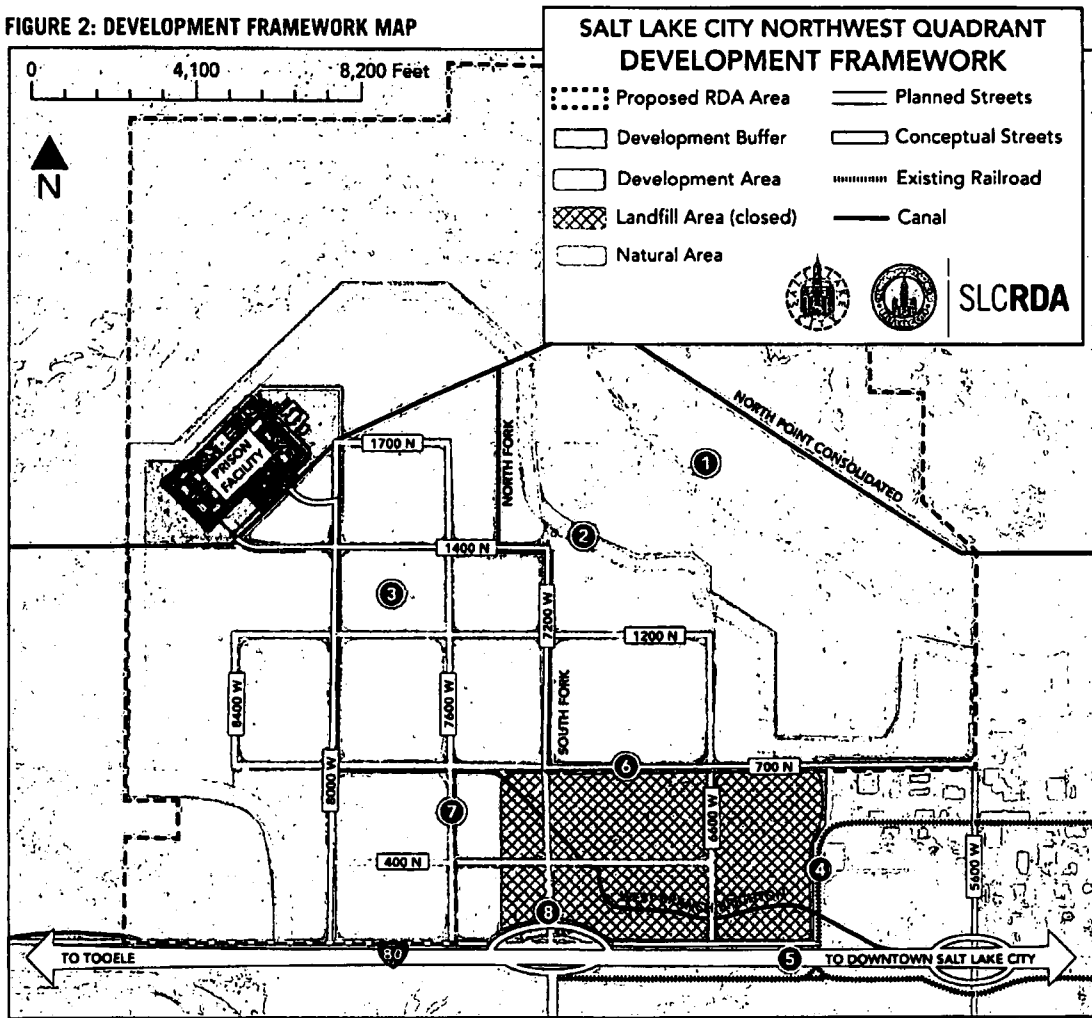 FIGURE 2: DEVELOPMENT FRAMEWORK MAP
SALT LAKE CITY NORTHWEST QUADRANT
DEVELOPMENT FRAMEWORK
Proposed RDA Area
Planned Streets
Development Buffer
Conceptual Streets
Development Area
Existing Railroad
Landfill Area (closed)
Canal
Natural Area
SLCRDA
0 4,100 8,200 Feet
N
PRISON
FACILITY
1700 N
NORTH FORK
1
NORTH POINT CONSOLIDATED
2
1400 N
3
7200 W
1200 N
8400 W
7600 W
SOUTH FORK
8000 W
6
700 N
7
6600 W
400 N
4
5600 W
8
TO TOOELE
80
5
TO DOWNTOWN SALT LAKE CITY